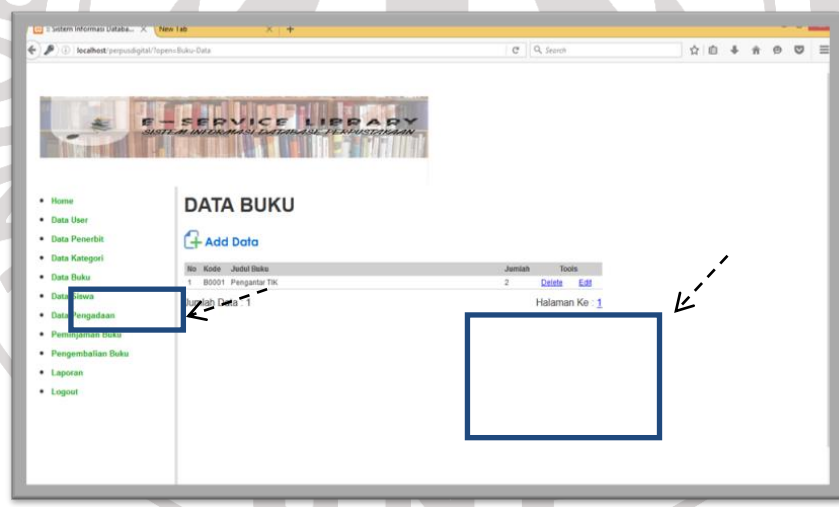 : Sistem Informasi Databa... × New Tab × +
localhost/perpusdigital/?open=Buku-Data Search
E - SERVICE LIBRARY
SISTEM INFORMASI DATABASE PERPUSTAKAAN
Home
Data User
Data Penerbit
Data Kategori
Data Buku
Data Siswa
Data Pengadaan
Peminjaman Buku
Pengembalian Buku
Laporan
Logout
DATA BUKU
Add Data
No Kode Judul Buku Jumlah Tools
1 B0001 Pengantar TIK 2 Delete Edit
Jumlah Data : 1 Halaman Ke : 1